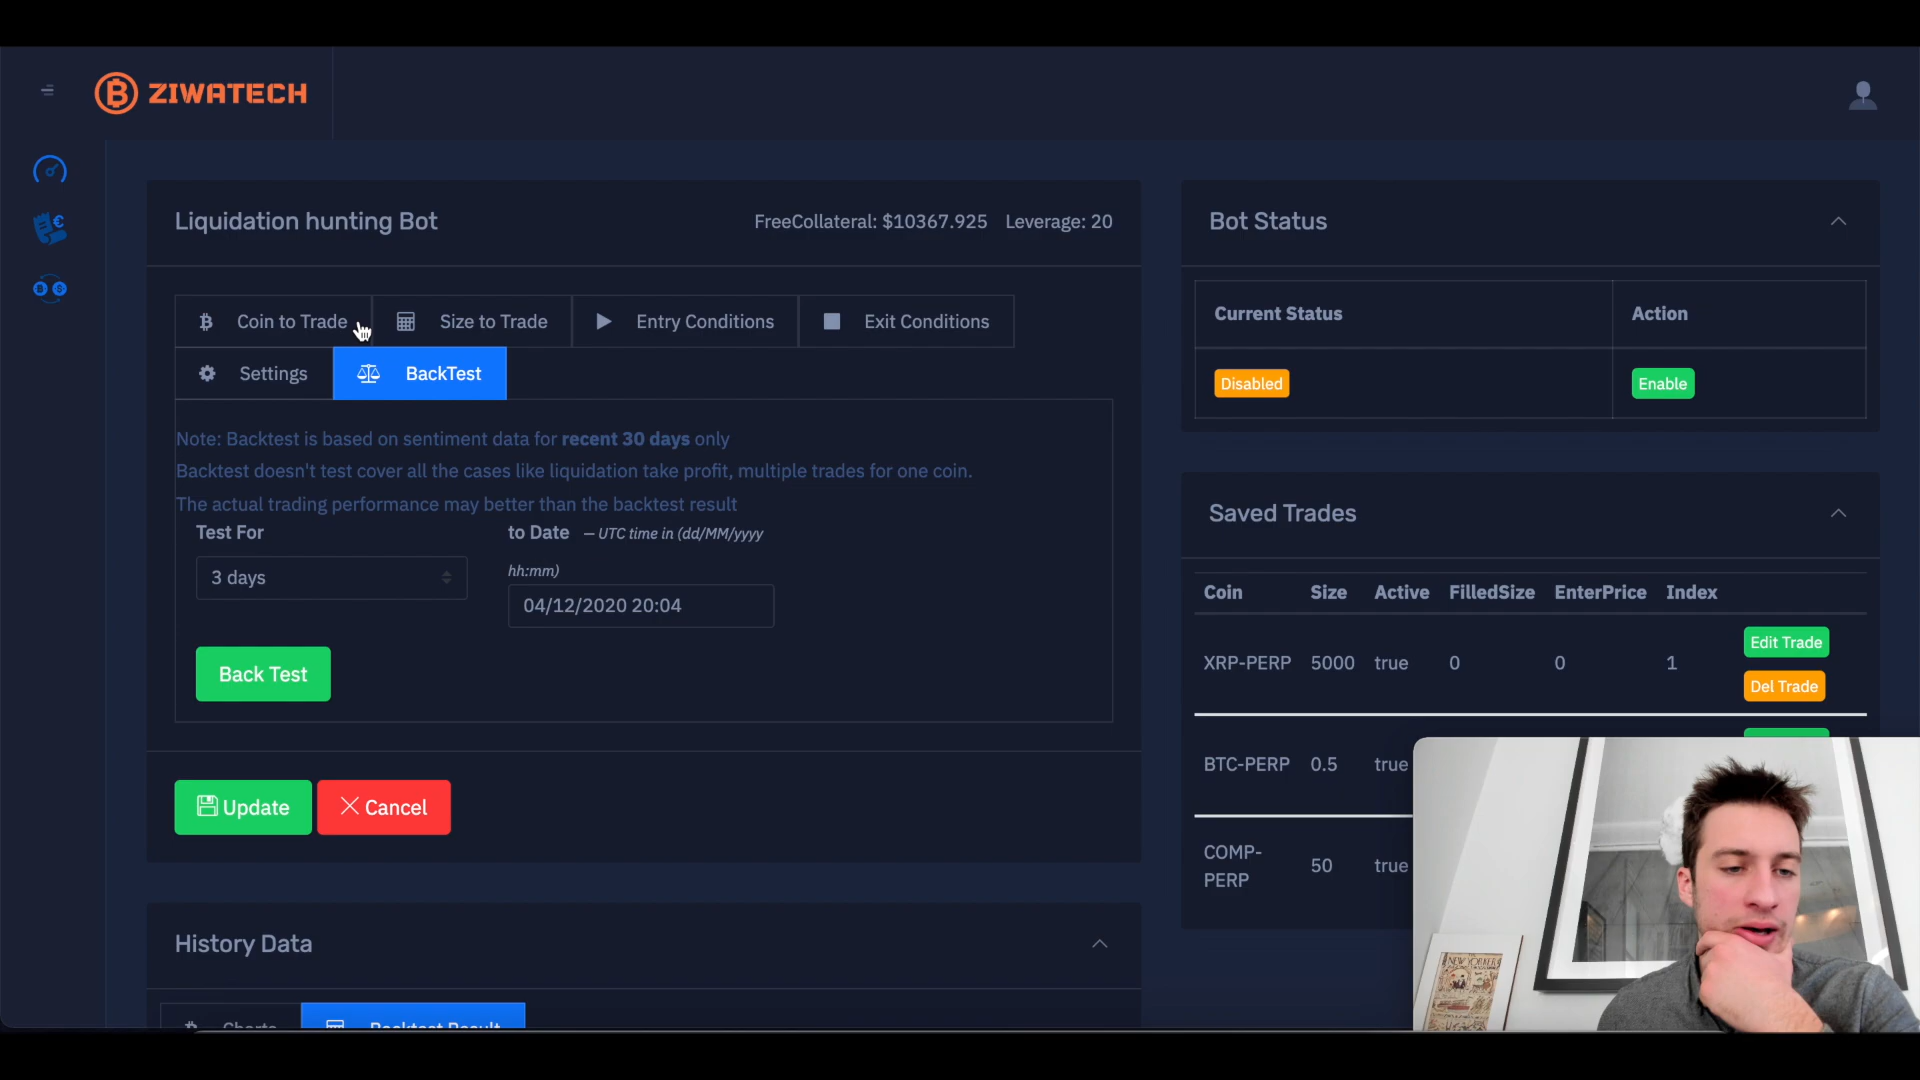 ZIWATECH
Liquidation hunting Bot
FreeCollateral: $10367.925 Leverage: 20
Coin to Trade
Size to Trade
Entry Conditions
Exit Conditions
Settings
BackTest
Note: Backtest is based on sentiment data for recent 30 days only
Backtest doesn't test cover all the cases like liquidation take profit, multiple trades for one coin.
The actual trading performance may better than the backtest result
Test For
3 days
to Date – UTC time in (dd/MM/yyyy
hh:mm)
04/12/2020 20:04
Back Test
Update
Cancel
History Data
Charts
Backtest Result
Bot Status
Current Status Action
Disabled Enable
Saved Trades
Coin Size Active FilledSize EnterPrice Index
XRP-PERP 5000 true 0 0 1
Edit Trade
Del Trade
BTC-PERP 0.5 true
COMP-
PERP 50 true
NEW YORKER